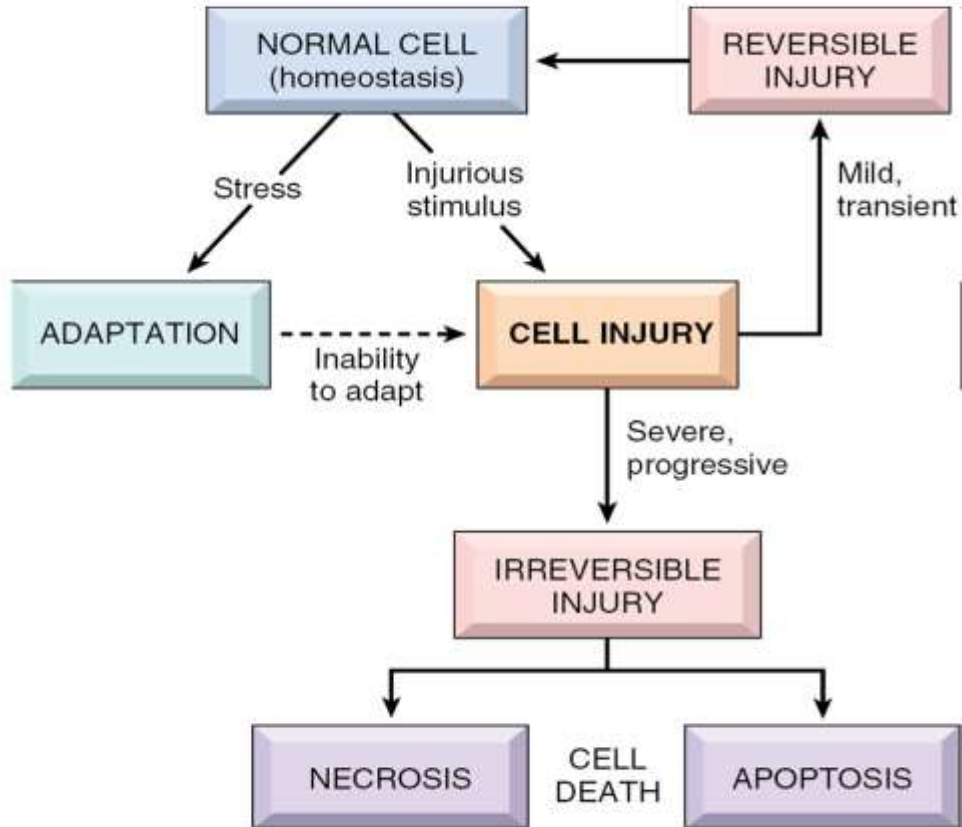 NORMAL CELL
(homeostasis)
REVERSIBLE
INJURY
Stress
Injurious
stimulus
Mild,
transient
ADAPTATION
Inability
to adapt
CELL INJURY
Severe,
progressive
IRREVERSIBLE
INJURY
NECROSIS
CELL
DEATH
APOPTOSIS